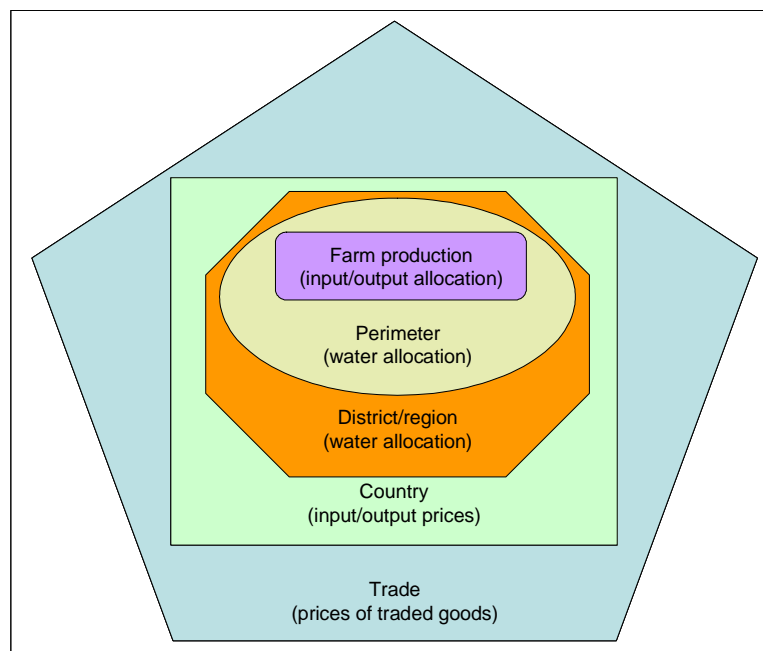 Farm production
(input/output allocation)
Perimeter
(water allocation)
District/region
(water allocation)
Country
(input/output prices)
Trade
(prices of traded goods)